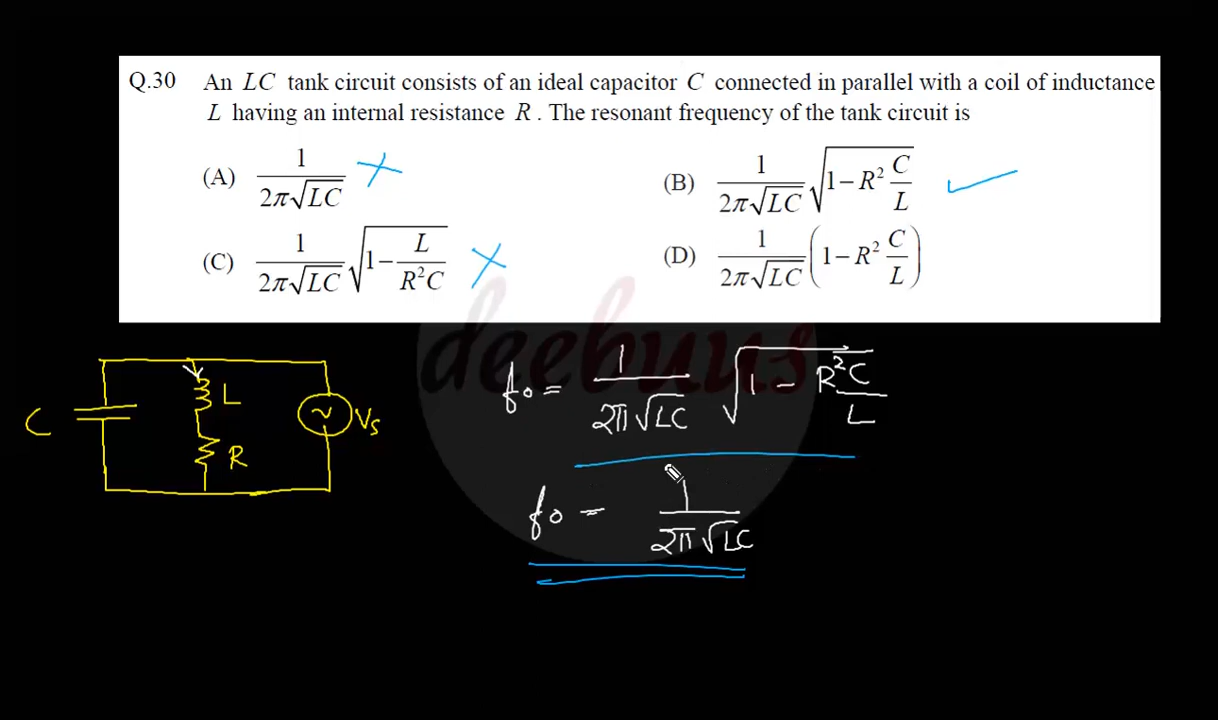 Q.30 An LC tank circuit consists of an ideal capacitor C connected in parallel with a coil of inductance
L having an internal resistance R . The resonant frequency of the tank circuit is
(A) 1/(2π√LC)
(B) 1/(2π√LC) √(1−R² C/L)
(C) 1/(2π√LC) √(1−L/(R²C))
(D) 1/(2π√LC) (1−R² C/L)
deebuus
C
L
R
Vs
f₀ = 1/(2π√LC) √(1 − R²C/L)
f₀ = 1/(2π√LC)